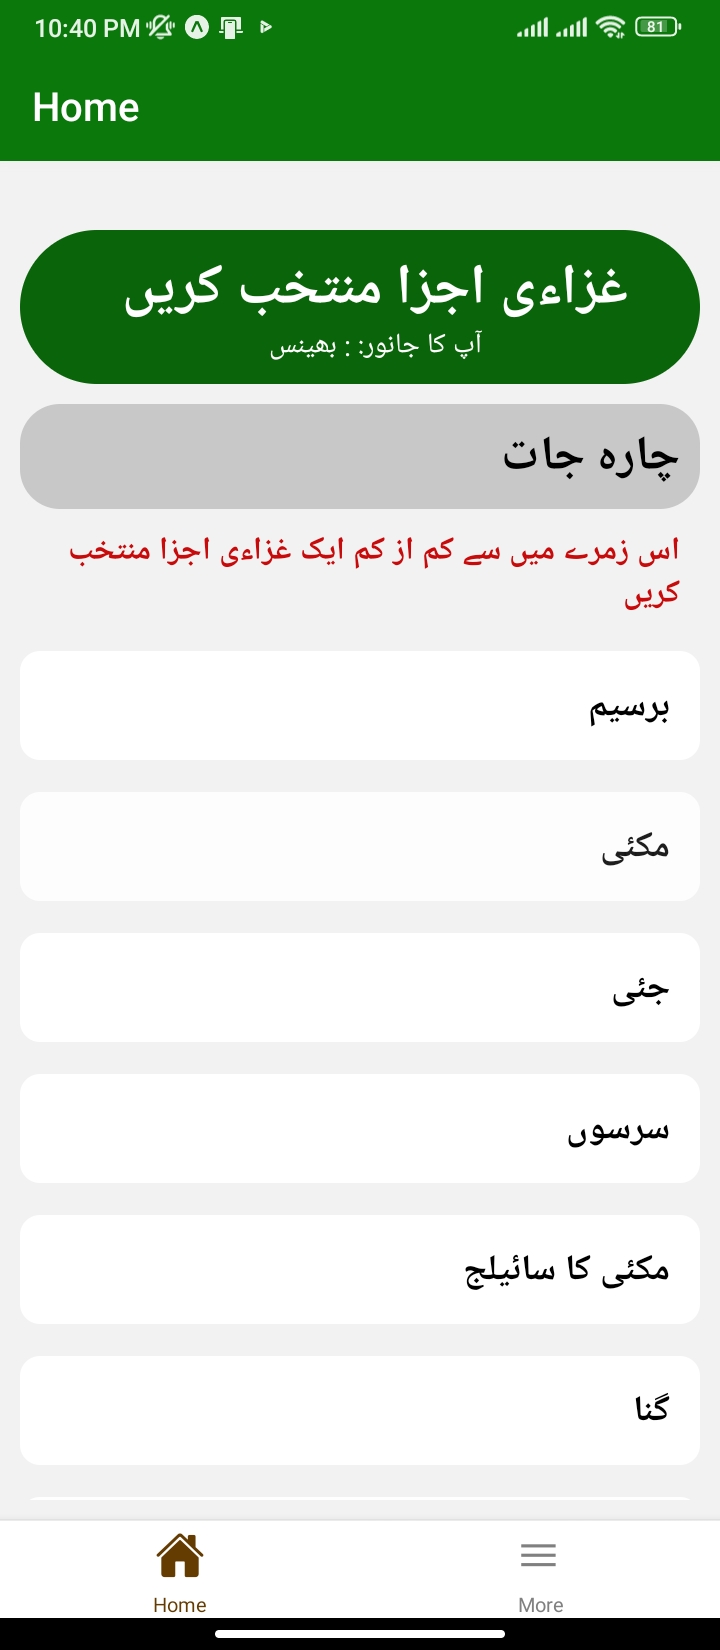 10:40 PM
81
Home
غزاءی اجزا منتخب کریں
آپ کا جانور: : بھینس
چارہ جات
اس زمرے میں سے کم از کم ایک غزاءی اجزا منتخب
کریں
برسیم
مکئی
جئی
سرسوں
مکئی کا سائیلج
گنا
Home
More